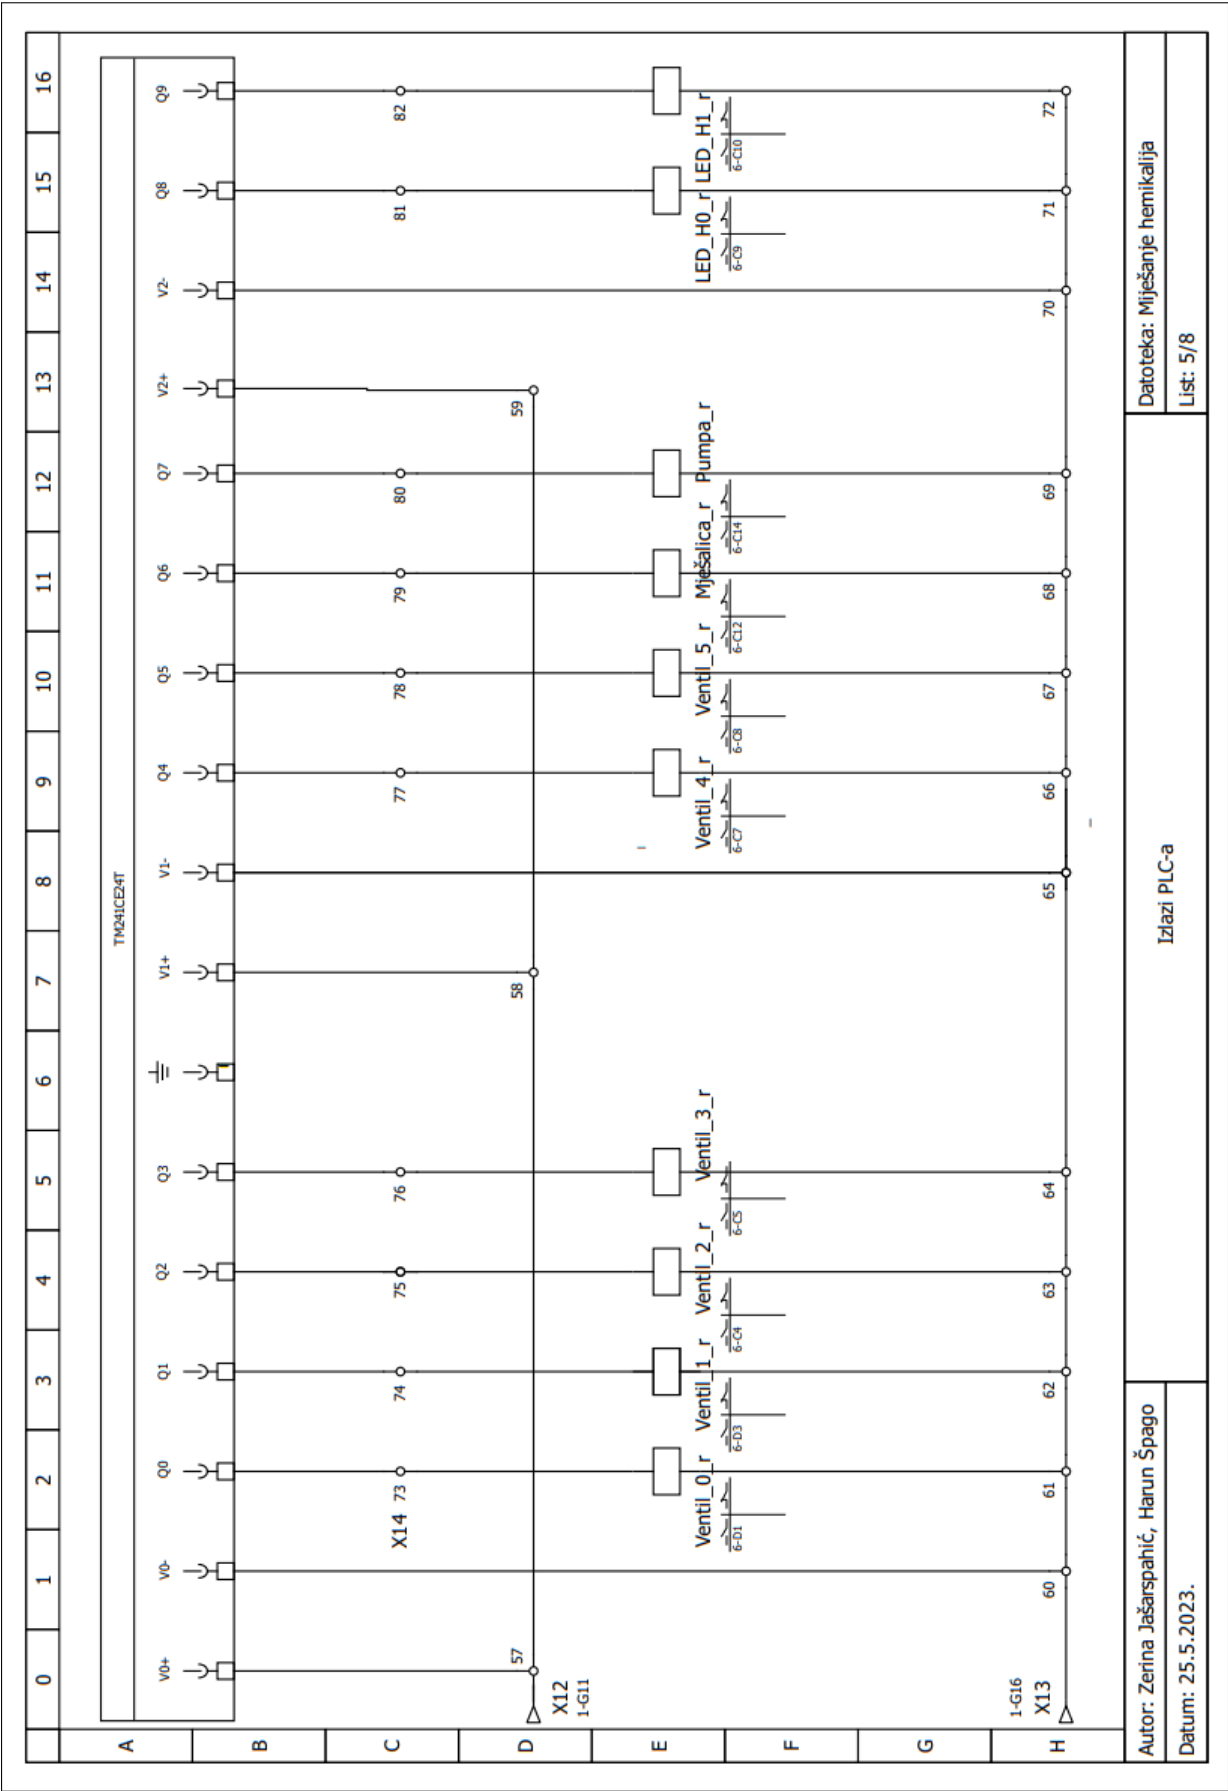 0 1 2 3 4 5 6 7 8 9 10 11 12 13 14 15 16
A
B
C
D
E
F
G
H
TM241CE24T
V0+ V0- Q0 Q1 Q2 Q3 V1+ V1- Q4 Q5 Q6 Q7 V2+ V2- Q8 Q9
X14 73 74 75 76 77 78 79 80 81 82
57 58 59
X12
1-G11
Ventil_0_r Ventil_1_r Ventil_2_r Ventil_3_r Ventil_4_r Ventil_5_r Mješalica_r Pumpa_r LED_H0_r LED_H1_r
6-D1 6-D3 6-C4 6-C5 6-C7 6-C8 6-C12 6-C14 6-C9 6-C10
1-G16
X13
60 61 62 63 64 65 66 67 68 69 70 71 72
Autor: Zerina Jašarspahić, Harun Špago
Datum: 25.5.2023.
Izlazi PLC-a
Datoteka: Miješanje hemikalija
List: 5/8